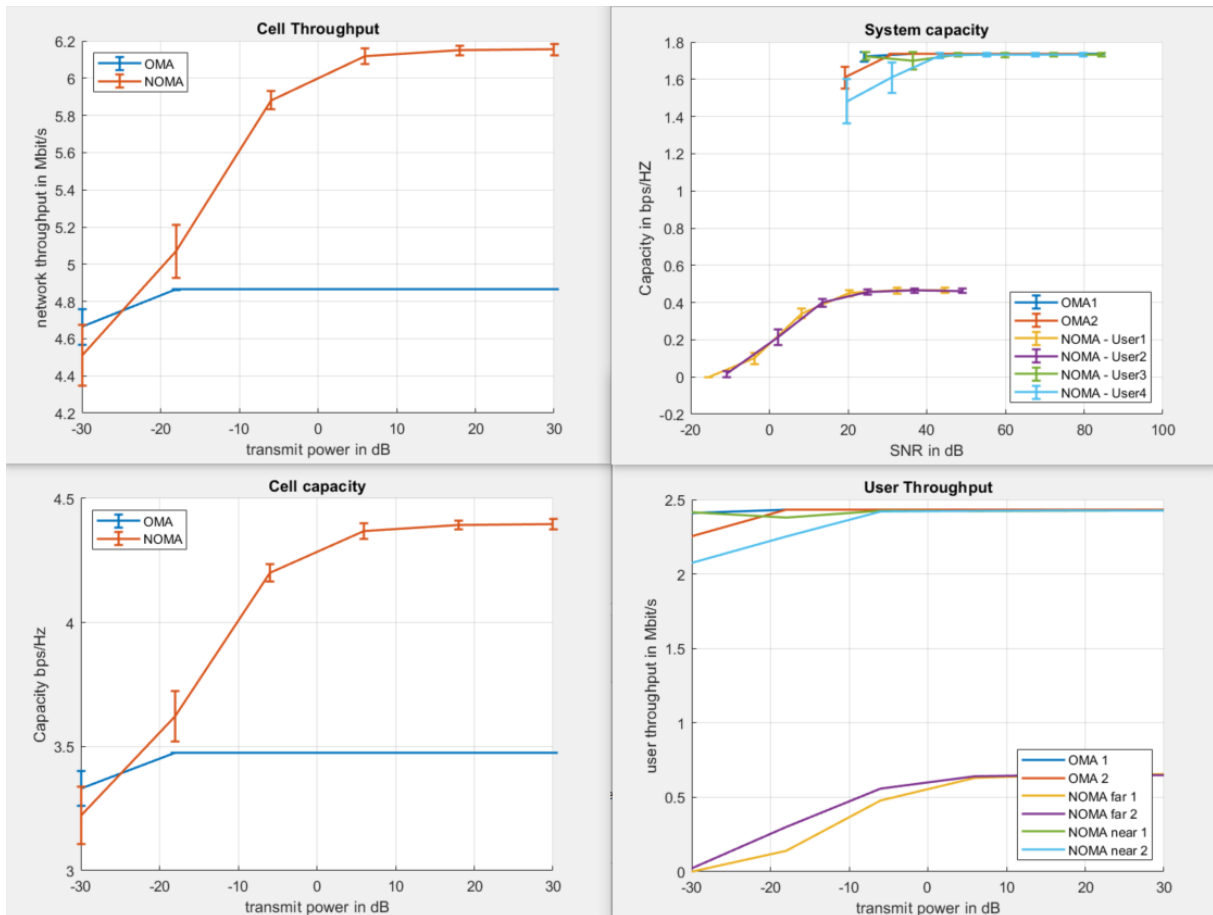 Cell Throughput
OMA
NOMA
6.2
6
5.8
5.6
5.4
5.2
5
4.8
4.6
4.4
4.2
network throughput in Mbit/s
-30 -20 -10 0 10 20 30
transmit power in dB
System capacity
1.8
1.6
1.4
1.2
1
0.8
0.6
0.4
0.2
0
-0.2
Capacity in bps/HZ
OMA1
OMA2
NOMA - User1
NOMA - User2
NOMA - User3
NOMA - User4
-20 0 20 40 60 80 100
SNR in dB
Cell capacity
OMA
NOMA
4.5
4
3.5
3
Capacity bps/Hz
-30 -20 -10 0 10 20 30
transmit power in dB
User Throughput
2.5
2
1.5
1
0.5
0
user throughput in Mbit/s
OMA 1
OMA 2
NOMA far 1
NOMA far 2
NOMA near 1
NOMA near 2
-30 -20 -10 0 10 20 30
transmit power in dB